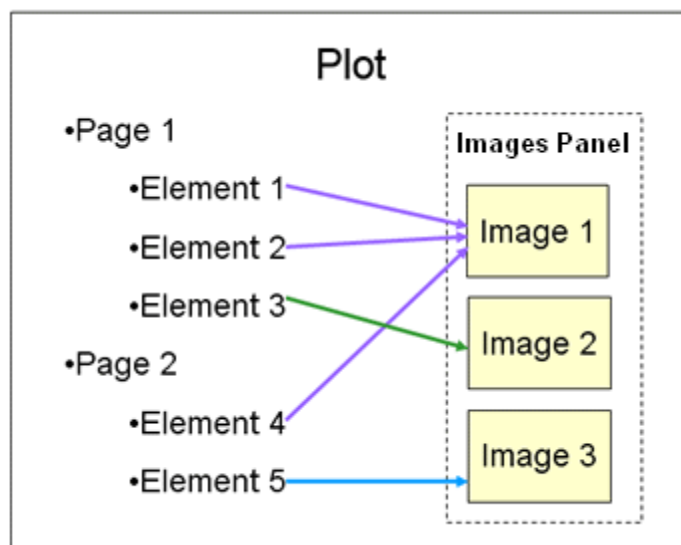 Plot
•Page 1
•Element 1
•Element 2
•Element 3
•Page 2
•Element 4
•Element 5
Images Panel
Image 1
Image 2
Image 3